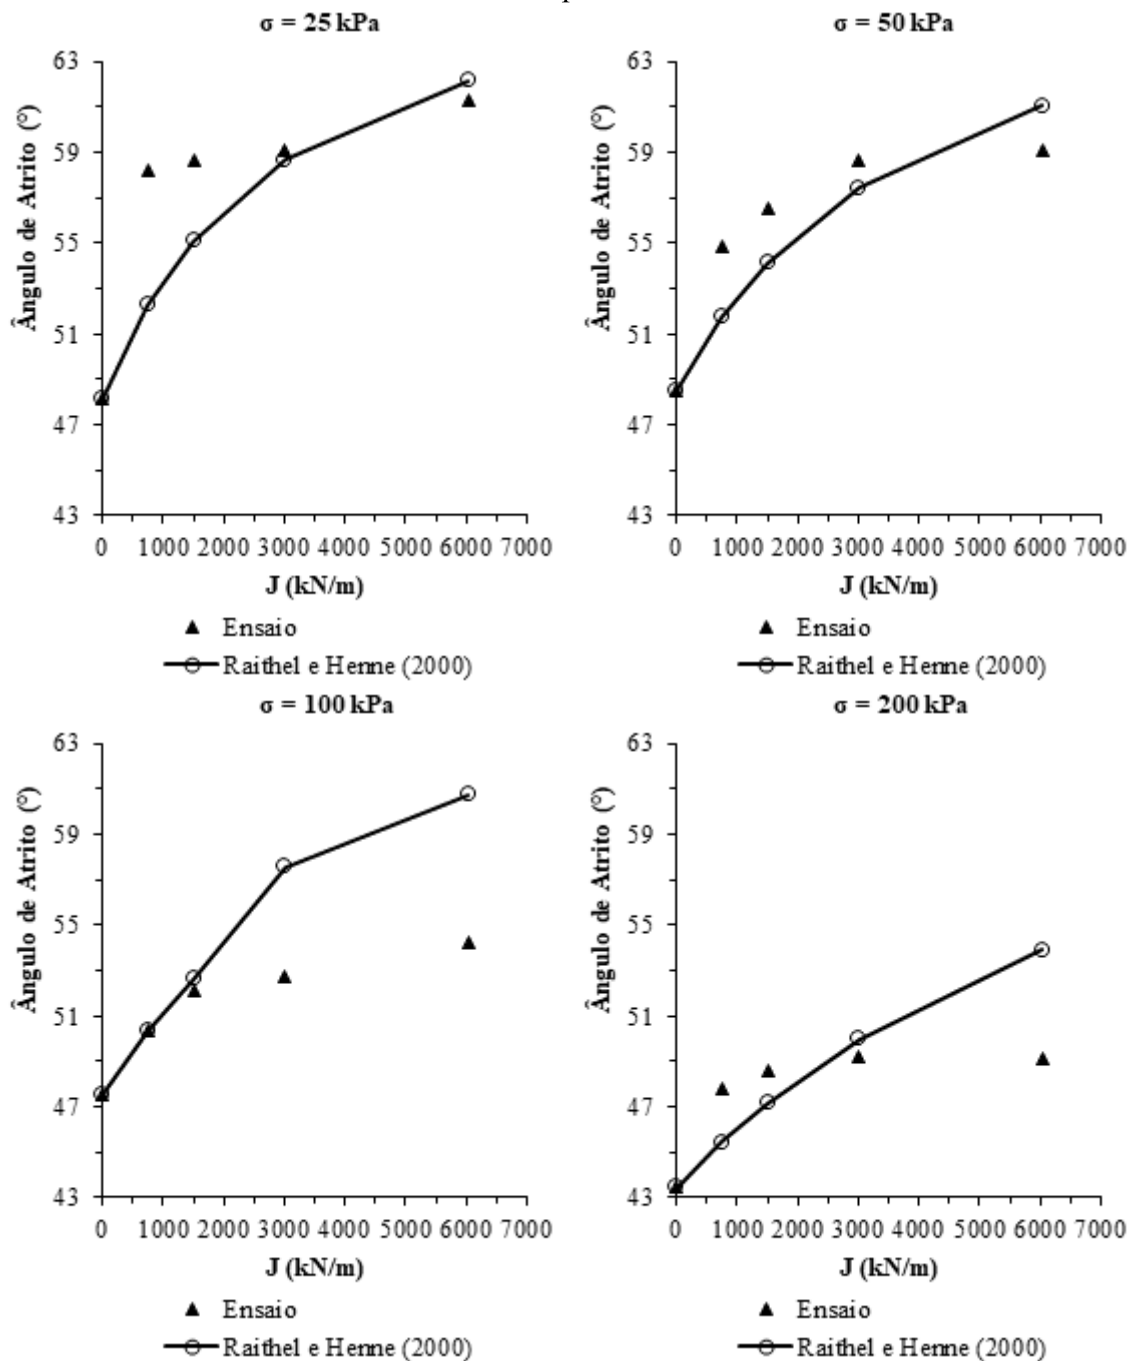 σ = 25 kPa
Ângulo de Atrito (°)
63
59
55
51
47
43
0 1000 2000 3000 4000 5000 6000 7000
J (kN/m)
Ensaio
Raithel e Henne (2000)
σ = 50 kPa
Ângulo de Atrito (°)
63
59
55
51
47
43
0 1000 2000 3000 4000 5000 6000 7000
J (kN/m)
Ensaio
Raithel e Henne (2000)
σ = 100 kPa
Ângulo de Atrito (°)
63
59
55
51
47
43
0 1000 2000 3000 4000 5000 6000 7000
J (kN/m)
Ensaio
Raithel e Henne (2000)
σ = 200 kPa
Ângulo de Atrito (°)
63
59
55
51
47
43
0 1000 2000 3000 4000 5000 6000 7000
J (kN/m)
Ensaio
Raithel e Henne (2000)